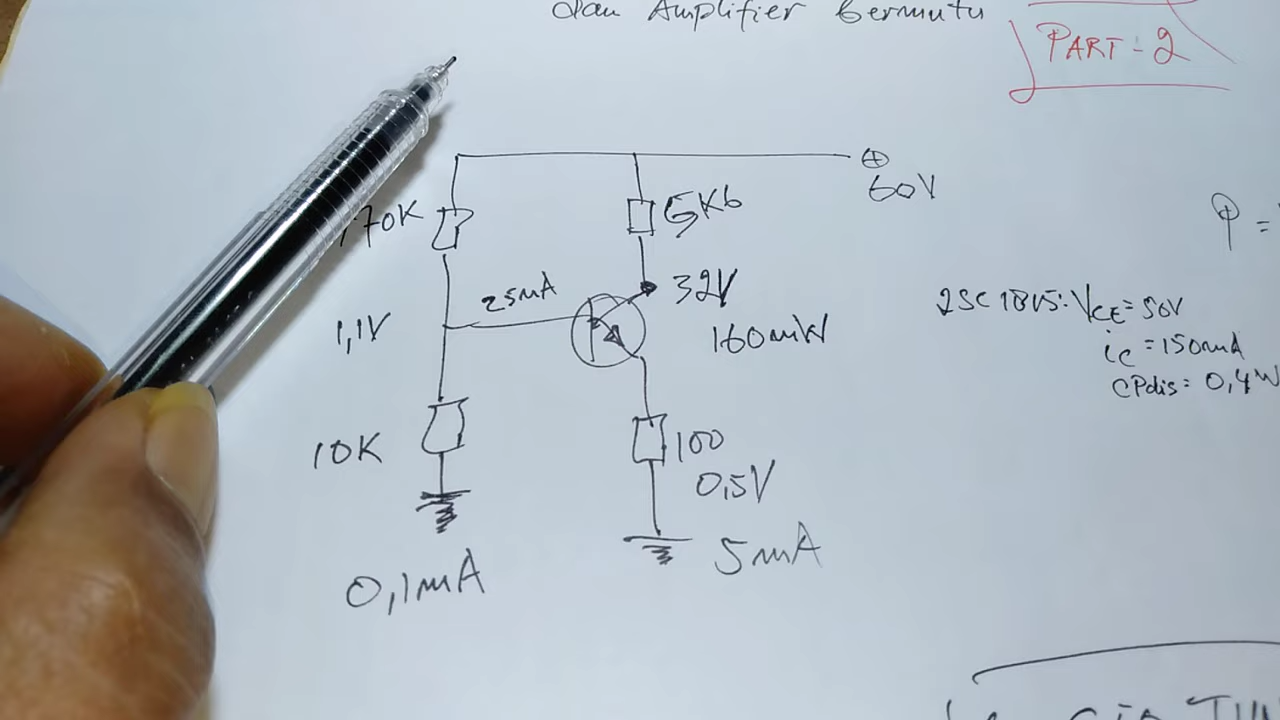 dan Amplifier bermutu
PART-2
60V
5K6
70K
25mA
32V
1,1V
160mW
2SC1815: VCE = 50V
ic = 150mA
CPdis = 0,4W
10K
100
0,5V
5mA
0,1mA